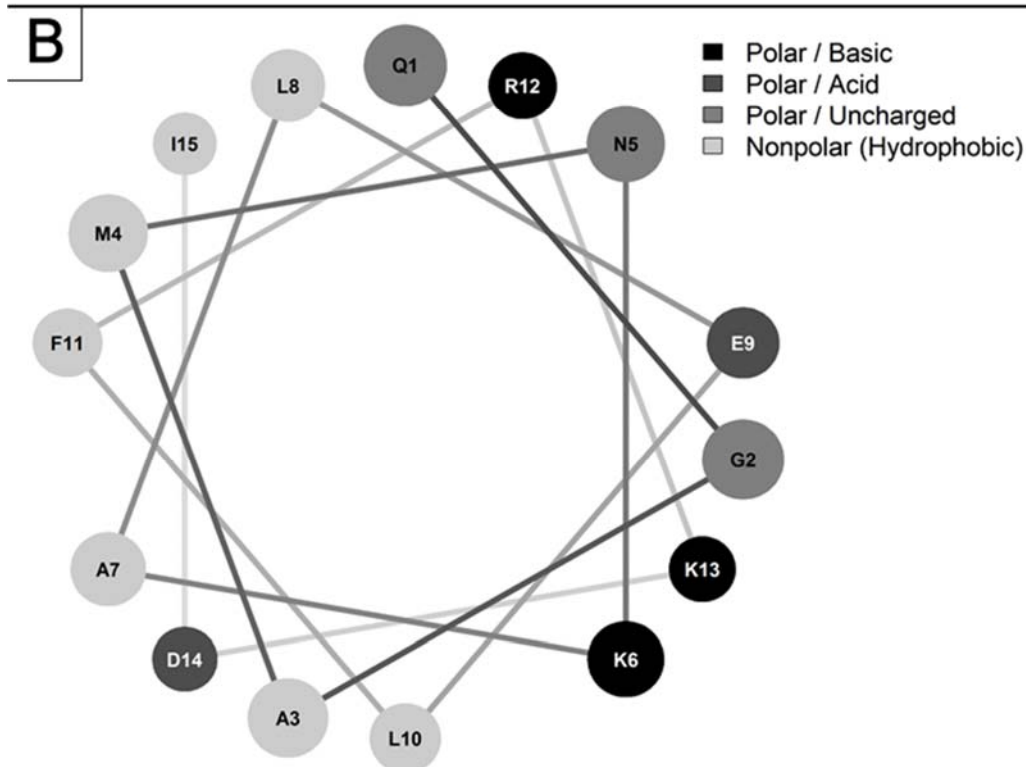 B
Polar / Basic
Polar / Acid
Polar / Uncharged
Nonpolar (Hydrophobic)
Q1
L8
R12
I15
N5
M4
F11
E9
G2
A7
K13
D14
K6
A3
L10